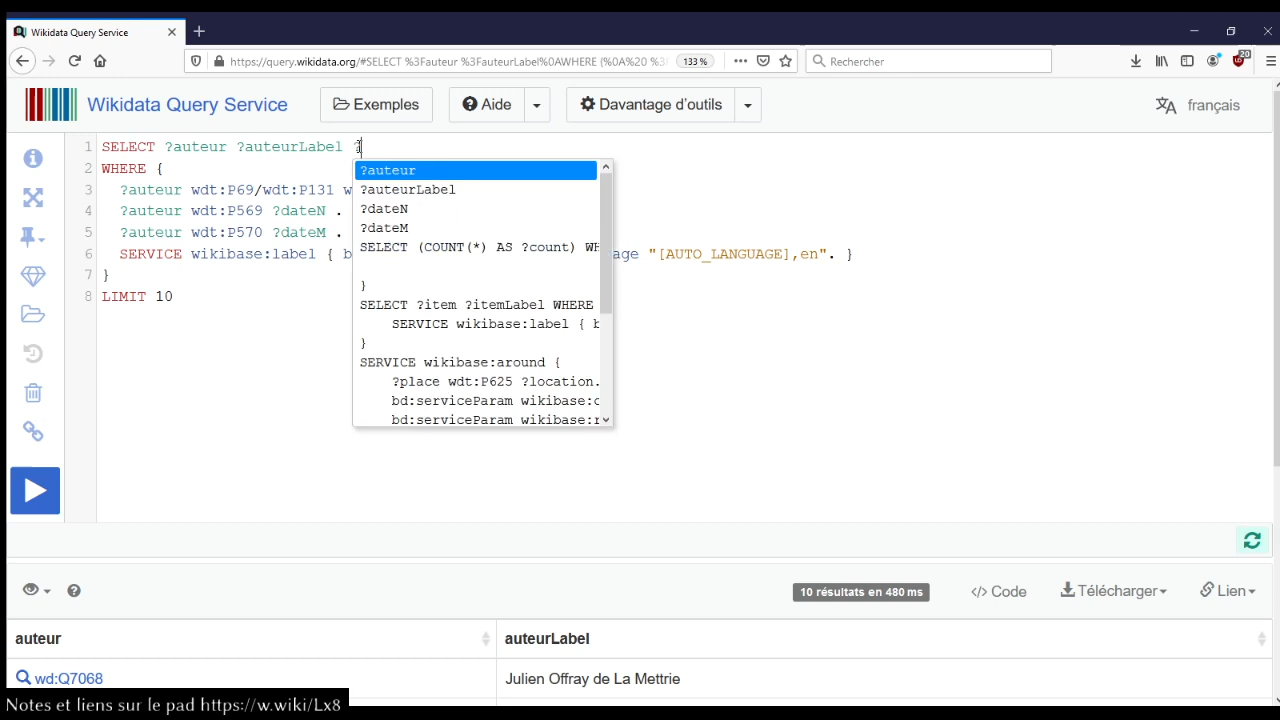 Wikidata Query Service
https://query.wikidata.org/#SELECT %3Fauteur %3FauteurLabel%0AWHERE {%0A%20 %3
133 %
Rechercher
20
Wikidata Query Service
Exemples
Aide
Davantage d'outils
français
1 SELECT ?auteur ?auteurLabel ?
2 WHERE {
3 ?auteur wdt:P69/wdt:P131 w
4 ?auteur wdt:P569 ?dateN .
5 ?auteur wdt:P570 ?dateM .
6 SERVICE wikibase:label { b age "[AUTO_LANGUAGE],en". }
7 }
8 LIMIT 10
?auteur
?auteurLabel
?dateN
?dateM
SELECT (COUNT(*) AS ?count) WH
}
SELECT ?item ?itemLabel WHERE
SERVICE wikibase:label { b
}
SERVICE wikibase:around {
?place wdt:P625 ?location.
bd:serviceParam wikibase:c
bd:serviceParam wikibase:r
10 résultats en 480 ms
</> Code
Télécharger
Lien
auteur auteurLabel
wd:Q7068 Julien Offray de La Mettrie
Notes et liens sur le pad https://w.wiki/Lx8